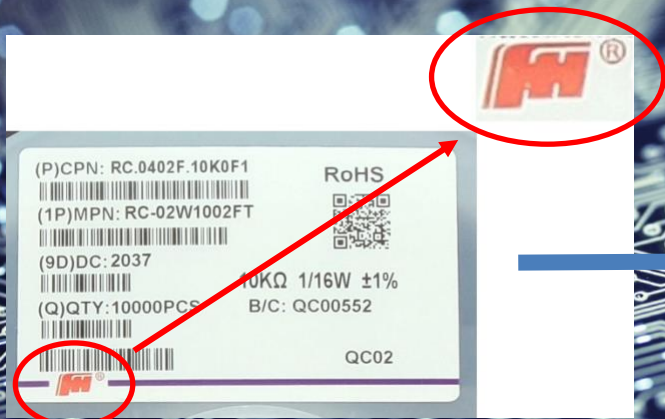 ®
(P)CPN: RC.0402F.10K0F1
RoHS
(1P)MPN: RC-02W1002FT
(9D)DC: 2037
10KΩ 1/16W ±1%
(Q)QTY:10000PCS
B/C: QC00552
QC02
®